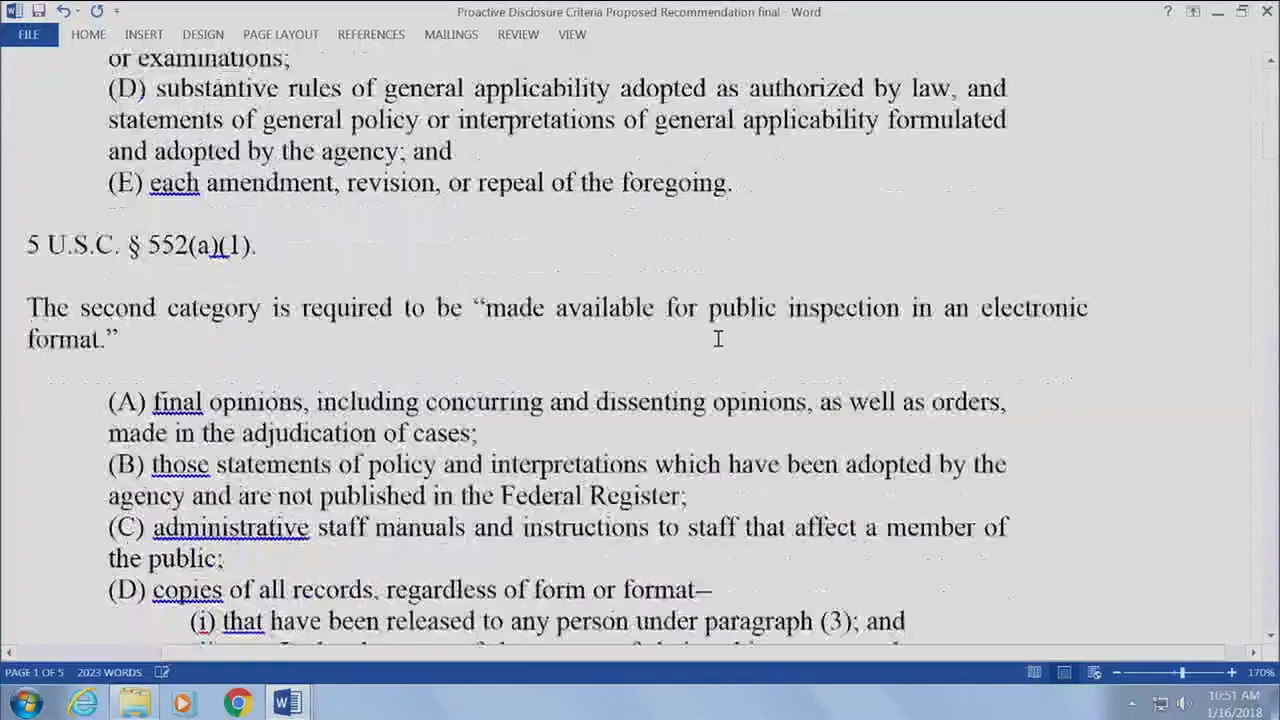 Proactive Disclosure Criteria Proposed Recommendation final - Word
FILE HOME INSERT DESIGN PAGE LAYOUT REFERENCES MAILINGS REVIEW VIEW
or examinations;
(D) substantive rules of general applicability adopted as authorized by law, and
statements of general policy or interpretations of general applicability formulated
and adopted by the agency; and
(E) each amendment, revision, or repeal of the foregoing.
5 U.S.C. § 552(a)(1).
The second category is required to be “made available for public inspection in an electronic
format.”
(A) final opinions, including concurring and dissenting opinions, as well as orders,
made in the adjudication of cases;
(B) those statements of policy and interpretations which have been adopted by the
agency and are not published in the Federal Register;
(C) administrative staff manuals and instructions to staff that affect a member of
the public;
(D) copies of all records, regardless of form or format—
(i) that have been released to any person under paragraph (3); and
PAGE 1 OF 5 2023 WORDS 170%
10:51 AM
1/16/2018